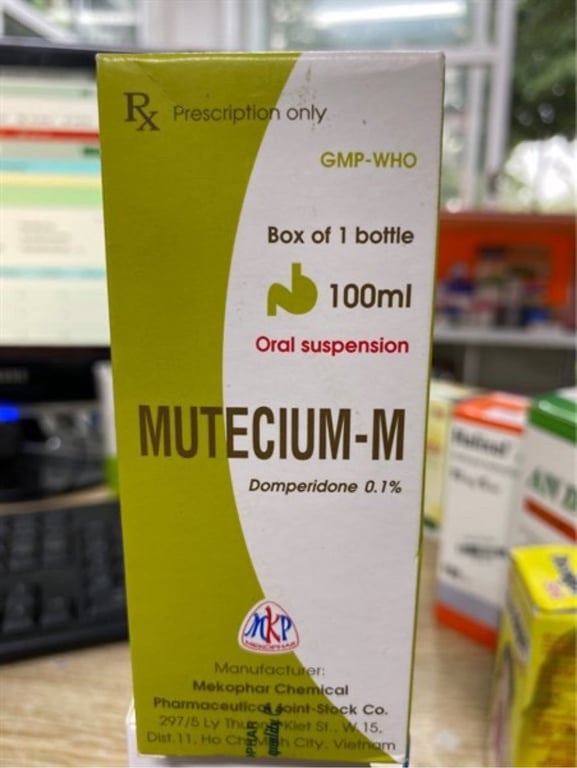 Rx Prescription only
GMP-WHO
Box of 1 bottle
100ml
Oral suspension
MUTECIUM-M
Domperidone 0.1%
MKP
MEKOPHAR
Manufacturer:
Mekophar Chemical
Pharmaceutical Joint-Stock Co.
297/5 Ly Thuong Kiet St., W.15,
Dist.11, Ho Chi Minh City, Vietnam
AN